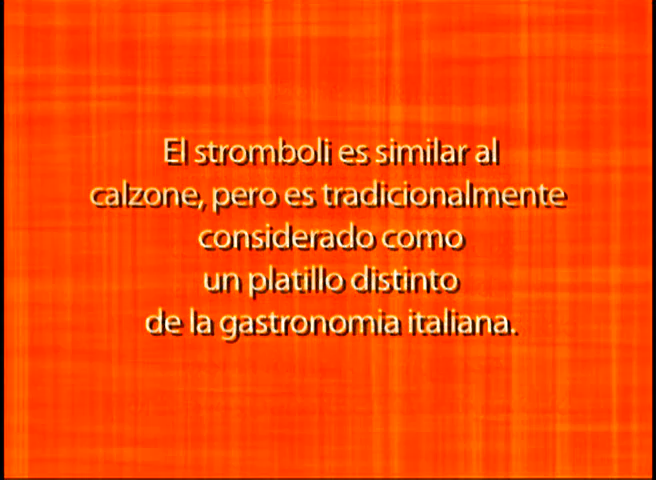 El stromboli es similar al
calzone, pero es tradicionalmente
considerado como
un platillo distinto
de la gastronomia italiana.